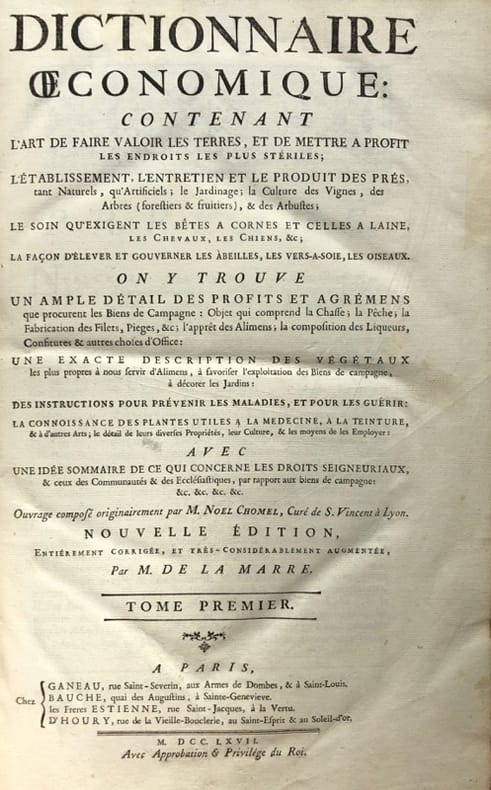 DICTIONNAIRE
ŒCONOMIQUE:
CONTENANT
L'ART DE FAIRE VALOIR LES TERRES, ET DE METTRE A PROFIT
LES ENDROITS LES PLUS STÉRILES;
L'ÉTABLISSEMENT, L'ENTRETIEN ET LE PRODUIT DES PRÉS,
tant Naturels, qu'Artificiels; le Jardinage; la Culture des Vignes, des
Arbres (forestiers & fruitiers), & des Arbustes;
LE SOIN QU'EXIGENT LES BÊTES A CORNES ET CELLES A LAINE,
LES CHEVAUX, LES CHIENS, &c;
LA FAÇON D'ÉLEVER ET GOUVERNER LES ÀBEILLES, LES VERS-A-SOIE, LES OISEAUX.
ON Y TROUVE
UN AMPLE DÉTAIL DES PROFITS ET AGRÉMENS
que procurent les Biens de Campagne: Objet qui comprend la Chasse; la Pêche; la
Fabrication des Filets, Pieges, &c; l'apprêt des Alimens; la composition des Liqueurs,
Confitures & autres choses d'Office:
UNE EXACTE DESCRIPTION DES VÉGÉTAUX
les plus propres à nous servir d'Alimens, à favoriser l'exploitation des Biens de campagne,
à décorer les Jardins:
DES INSTRUCTIONS POUR PRÉVENIR LES MALADIES, ET POUR LES GUÉRIR:
LA CONNOISSANCE DES PLANTES UTILES A LA MEDECINE, A LA TEINTURE,
& à d'autres Arts; le détail de leurs diverses Propriétés, leur Culture, & les moyens de les Employer:
AVEC
UNE IDÉE SOMMAIRE DE CE QUI CONCERNE LES DROITS SEIGNEURIAUX,
& ceux des Communautés & des Ecclésiastiques, par rapport aux biens de campagne:
&c. &c. &c. &c.
Ouvrage composé originairement par M. NOEL CHOMEL, Curé de S. Vincent à Lyon.
NOUVELLE ÉDITION,
ENTIÉREMENT CORRIGÉE, ET TRÈS-CONSIDÉRABLEMENT AUGMENTÉE,
Par M. DE LA MARRE.
TOME PREMIER.
A PARIS,
Chez
GANEAU, rue Saint-Severin, aux Armes de Dombes, & à Saint-Louis.
BAUCHE, quai des Augustins, à Sainte-Genevieve.
les Freres ESTIENNE, rue Saint-Jacques, à la Vertu.
D'HOURY, rue de la Vieille-Bouclerie, au Saint-Esprit & au Soleil-d'or.
M. DCC. LXVII.
Avec Approbation & Privilége du Roi.